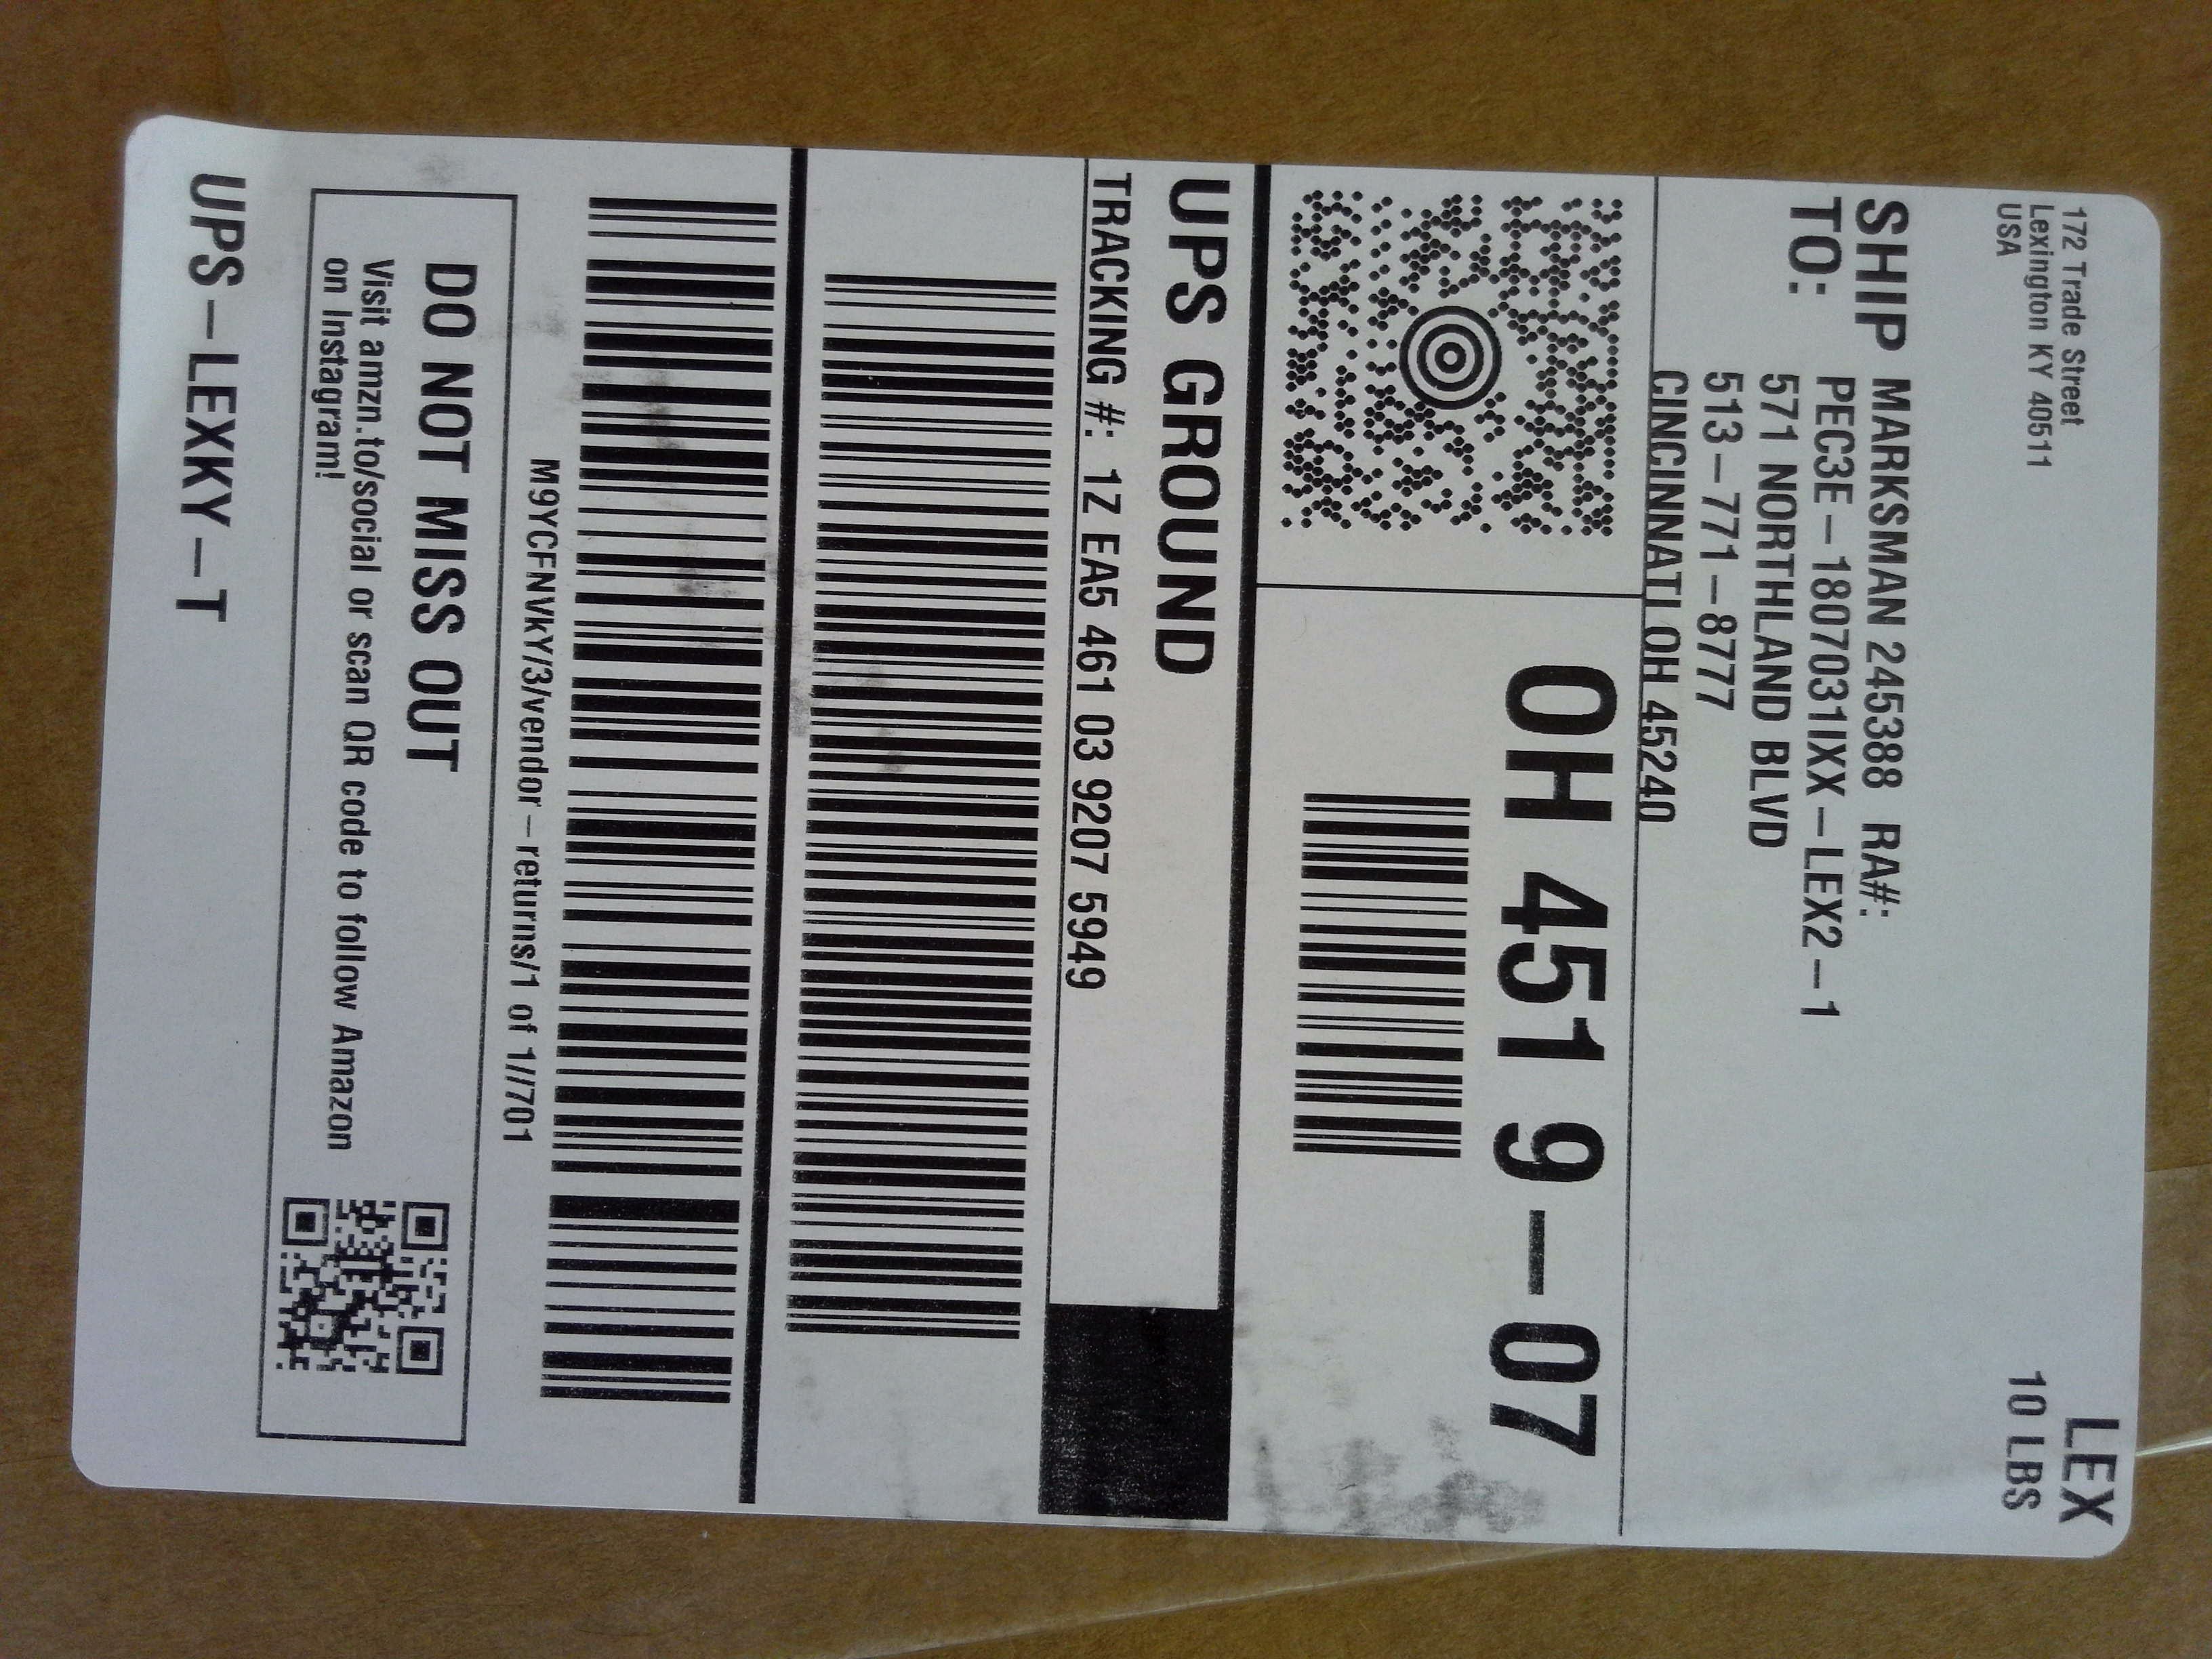 172 Trade Street
Lexington KY 40511
USA
LEX
10 LBS
SHIP
TO:
MARKSMAN 245388 RA#:
PEC3E-1807031IXX-LEX2-1
571 NORTHLAND BLVD
513-771-8777
CINCINNATI OH 45240
OH 451 9-07
UPS GROUND
TRACKING #: 1Z EA5 461 03 9207 5949
M9YCFNVkY/3/vendor-returns/1 of 1//701
DO NOT MISS OUT
Visit amzn.to/social or scan QR code to follow Amazon
on Instagram!
UPS-LEXKY-T